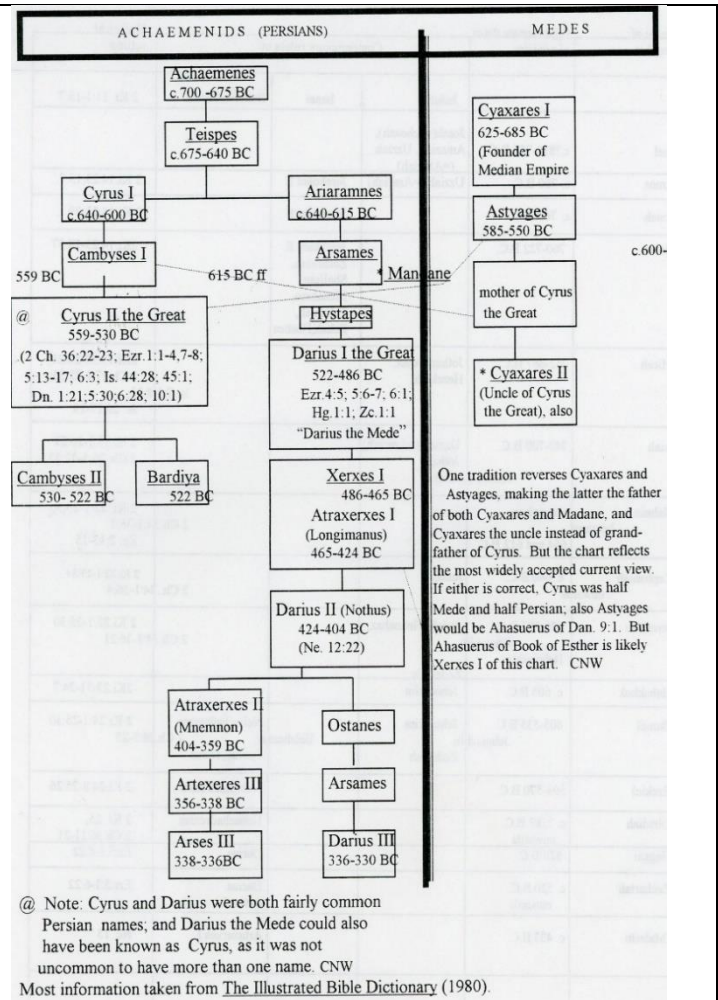 ACHAEMENIDS (PERSIANS)
MEDES
Achaemenes
c.700 -675 BC
Teispes
c.675-640 BC
Cyrus I
c.640-600 BC
Ariaramnes
c.640-615 BC
Cambyses I
559 BC
615 BC ff
Arsames
* Mandane
@ Cyrus II the Great
559-530 BC
(2 Ch. 36:22-23; Ezr.1:1-4,7-8;
5:13-17; 6:3; Is. 44:28; 45:1;
Dn. 1:21;5:30;6:28; 10:1)
Hystapes
Darius I the Great
522-486 BC
Ezr.4:5; 5:6-7; 6:1;
Hg.1:1; Zc.1:1
"Darius the Mede"
Cambyses II
530- 522 BC
Bardiya
522 BC
Xerxes I
486-465 BC
Atraxerxes I
(Longimanus)
465-424 BC
Darius II (Nothus)
424-404 BC
(Ne. 12:22)
Atraxerxes II
(Mnemnon)
404-359 BC
Ostanes
Artexeres III
356-338 BC
Arsames
Arses III
338-336BC
Darius III
336-330 BC
Cyaxares I
625-685 BC
(Founder of
Median Empire
Astyages
585-550 BC
c.600-
mother of Cyrus
the Great
* Cyaxares II
(Uncle of Cyrus
the Great), also
One tradition reverses Cyaxares and
Astyages, making the latter the father
of both Cyaxares and Madane, and
Cyaxares the uncle instead of grand-
father of Cyrus. But the chart reflects
the most widely accepted current view.
If either is correct, Cyrus was half
Mede and half Persian; also Astyages
would be Ahasuerus of Dan. 9:1. But
Ahasuerus of Book of Esther is likely
Xerxes I of this chart. CNW
@ Note: Cyrus and Darius were both fairly common
Persian names; and Darius the Mede could also
have been known as Cyrus, as it was not
uncommon to have more than one name. CNW
Most information taken from The Illustrated Bible Dictionary (1980).